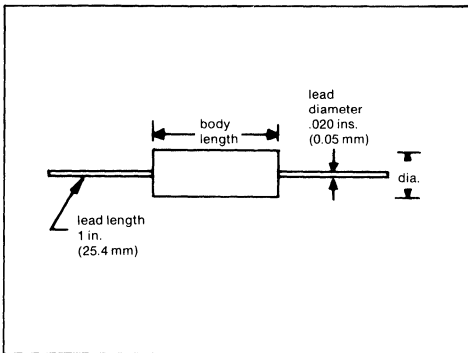 lead
diameter
.020 ins.
(0.05 mm)
body
length
dia.
lead length
1 in.
(25.4 mm)